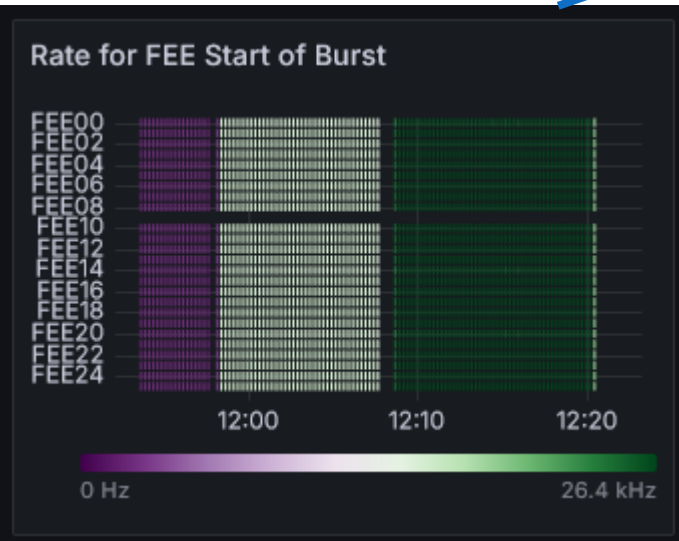 Rate for FEE Start of Burst
FEE00
FEE02
FEE04
FEE06
FEE08
FEE10
FEE12
FEE14
FEE16
FEE18
FEE20
FEE22
FEE24
12:00 12:10 12:20
0 Hz 26.4 kHz